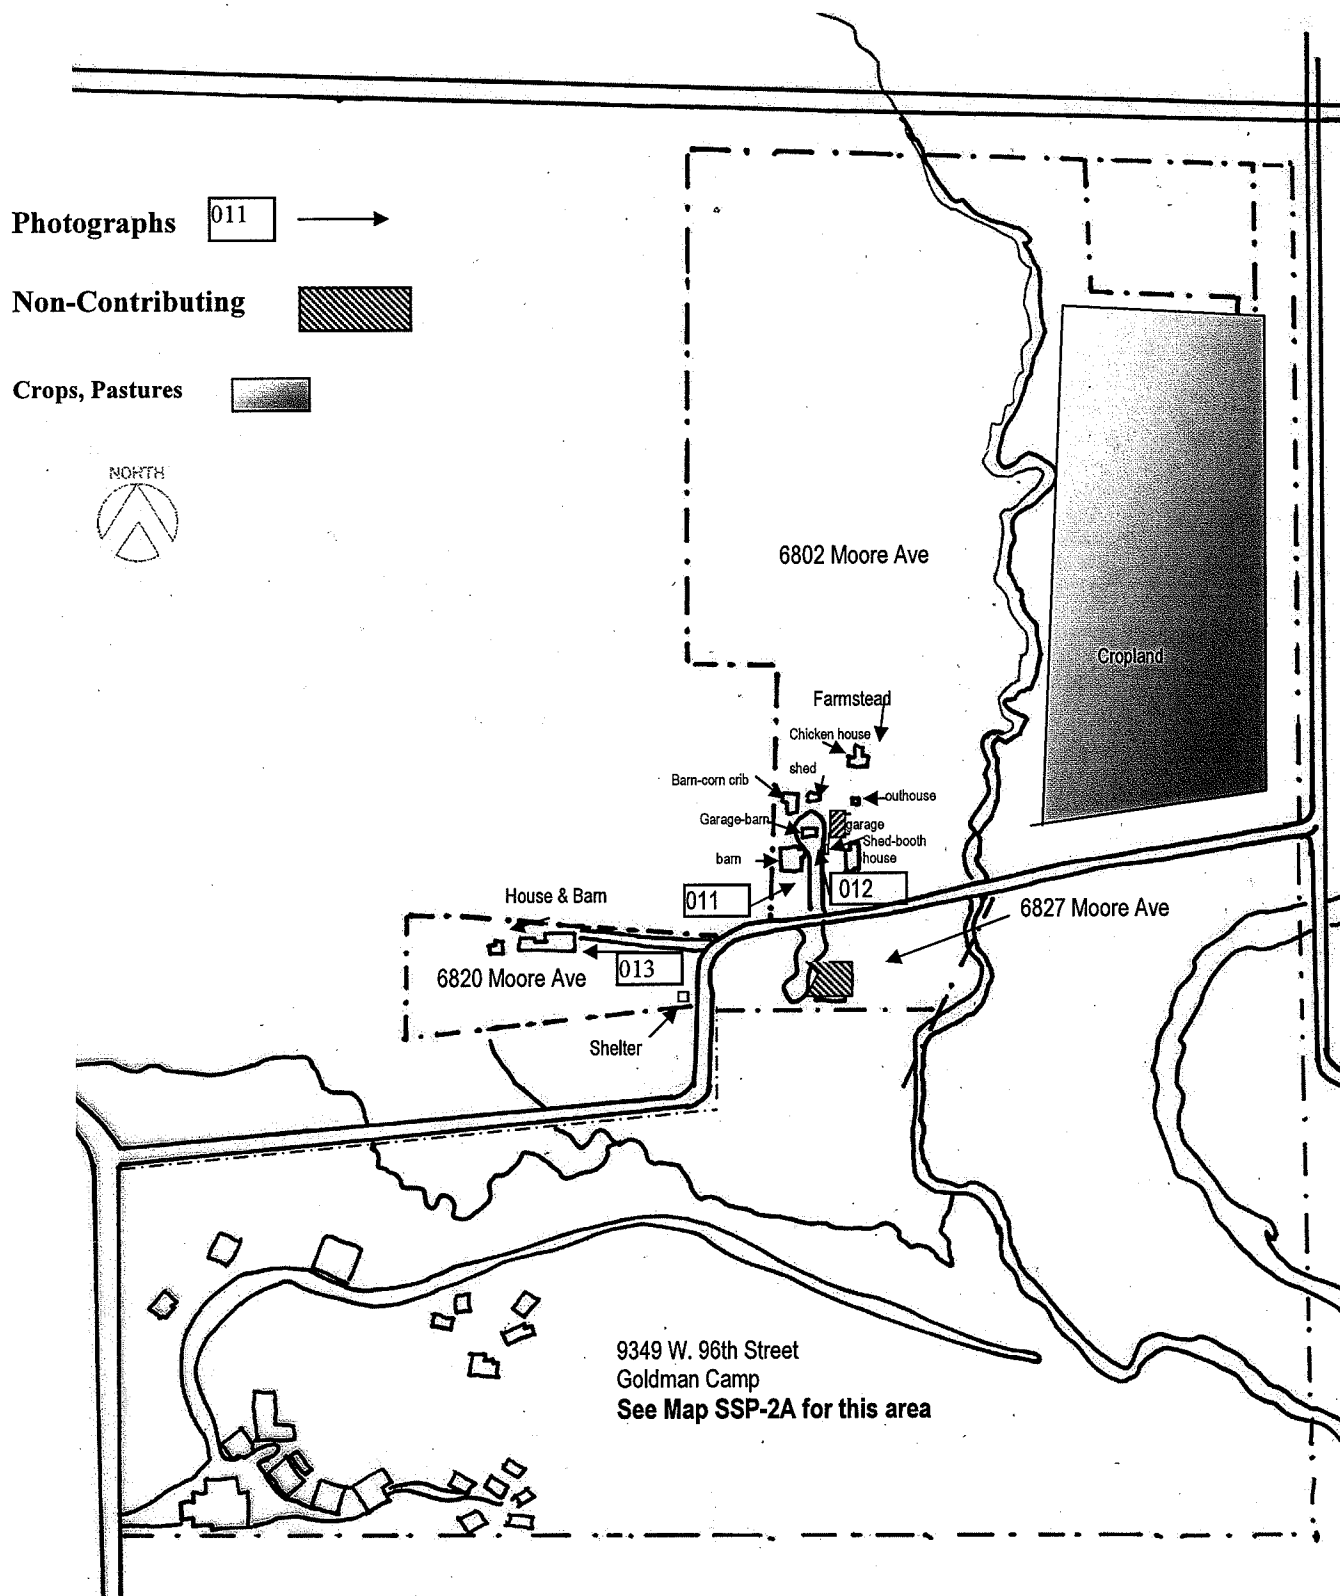 Photographs 011
Non-Contributing
Crops, Pastures
NORTH
6802 Moore Ave
Cropland
Farmstead
Chicken house
shed
Barn-corn crib
outhouse
Garage-barn
garage
Shed-booth
barn
house
011
012
House & Barn
6827 Moore Ave
6820 Moore Ave
013
Shelter
9349 W. 96th Street
Goldman Camp
See Map SSP-2A for this area